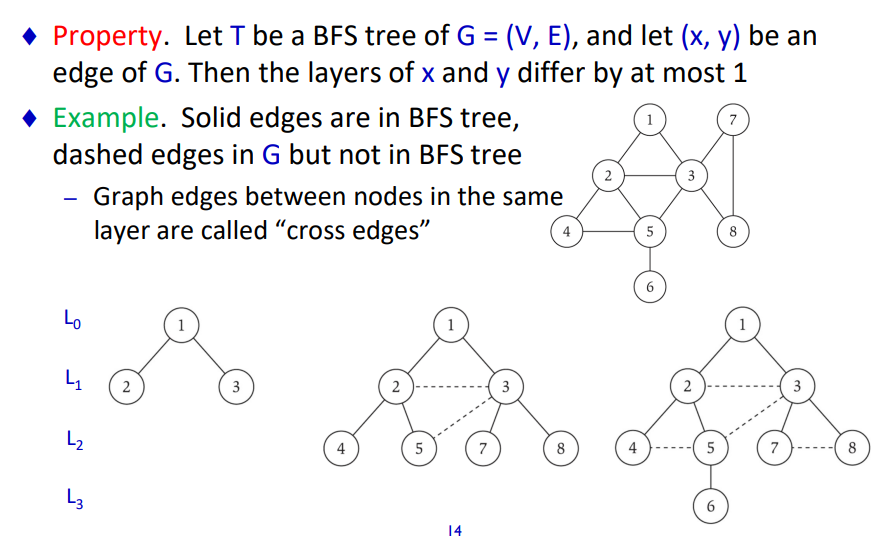 ♦ Property. Let T be a BFS tree of G = (V, E), and let (x, y) be an
edge of G. Then the layers of x and y differ by at most 1
♦ Example. Solid edges are in BFS tree,
dashed edges in G but not in BFS tree
– Graph edges between nodes in the same
layer are called “cross edges”
1 7
2 3
4 5 8
6
L0 1 1 1
L1 2 3 2 3 2 3
L2 4 5 7 8 4 5 7 8
L3 6
14